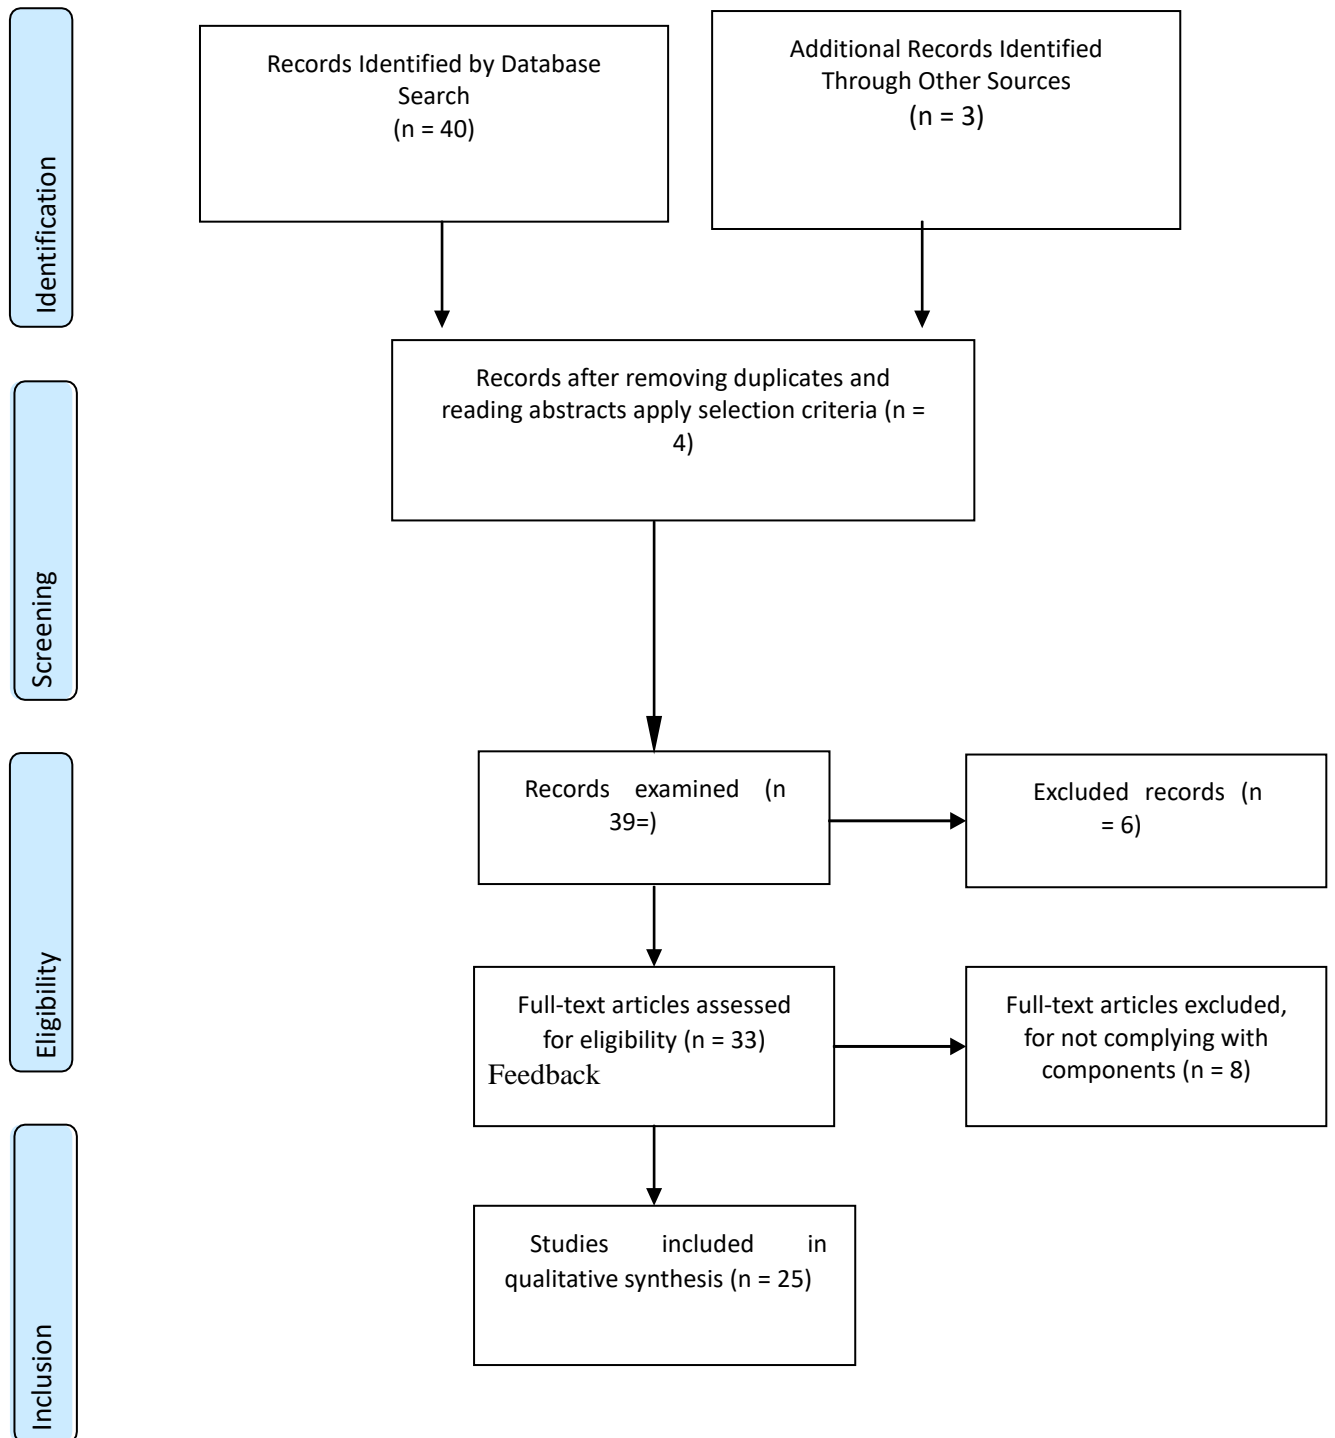 Identification
Records Identified by Database
Search
(n = 40)
Additional Records Identified
Through Other Sources
(n = 3)
Screening
Records after removing duplicates and
reading abstracts apply selection criteria (n =
4)
Eligibility
Records examined (n
39=)
Excluded records (n
= 6)
Full-text articles assessed
for eligibility (n = 33)
Feedback
Full-text articles excluded,
for not complying with
components (n = 8)
Inclusion
Studies included in
qualitative synthesis (n = 25)